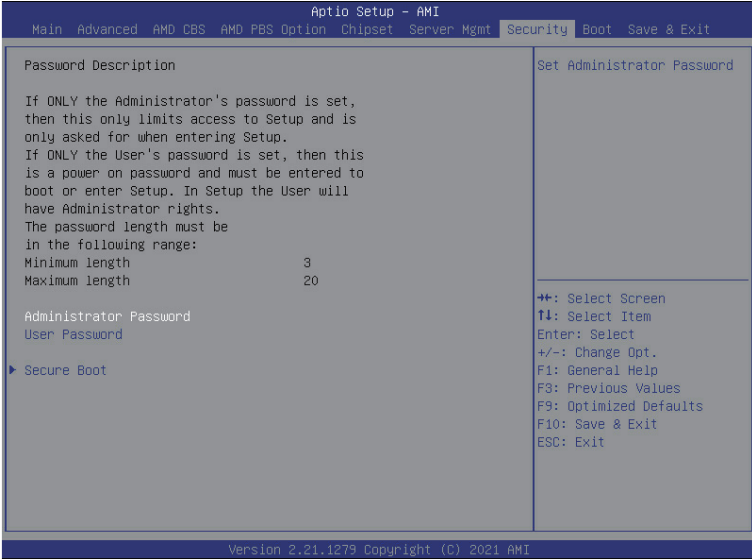 Aptio Setup – AMI
Main Advanced AMD CBS AMD PBS Option Chipset Server Mgmt Security Boot Save & Exit
Password Description
If ONLY the Administrator's password is set,
then this only limits access to Setup and is
only asked for when entering Setup.
If ONLY the User's password is set, then this
is a power on password and must be entered to
boot or enter Setup. In Setup the User will
have Administrator rights.
The password length must be
in the following range:
Minimum length 3
Maximum length 20
Administrator Password
User Password
Secure Boot
Set Administrator Password
→←: Select Screen
↑↓: Select Item
Enter: Select
+/-: Change Opt.
F1: General Help
F3: Previous Values
F9: Optimized Defaults
F10: Save & Exit
ESC: Exit
Version 2.21.1279 Copyright (C) 2021 AMI